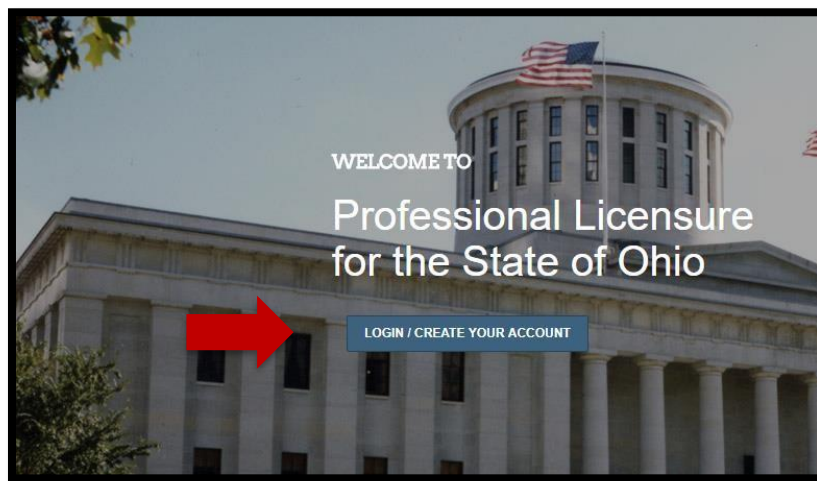 WELCOME TO
Professional Licensure
for the State of Ohio
LOGIN / CREATE YOUR ACCOUNT